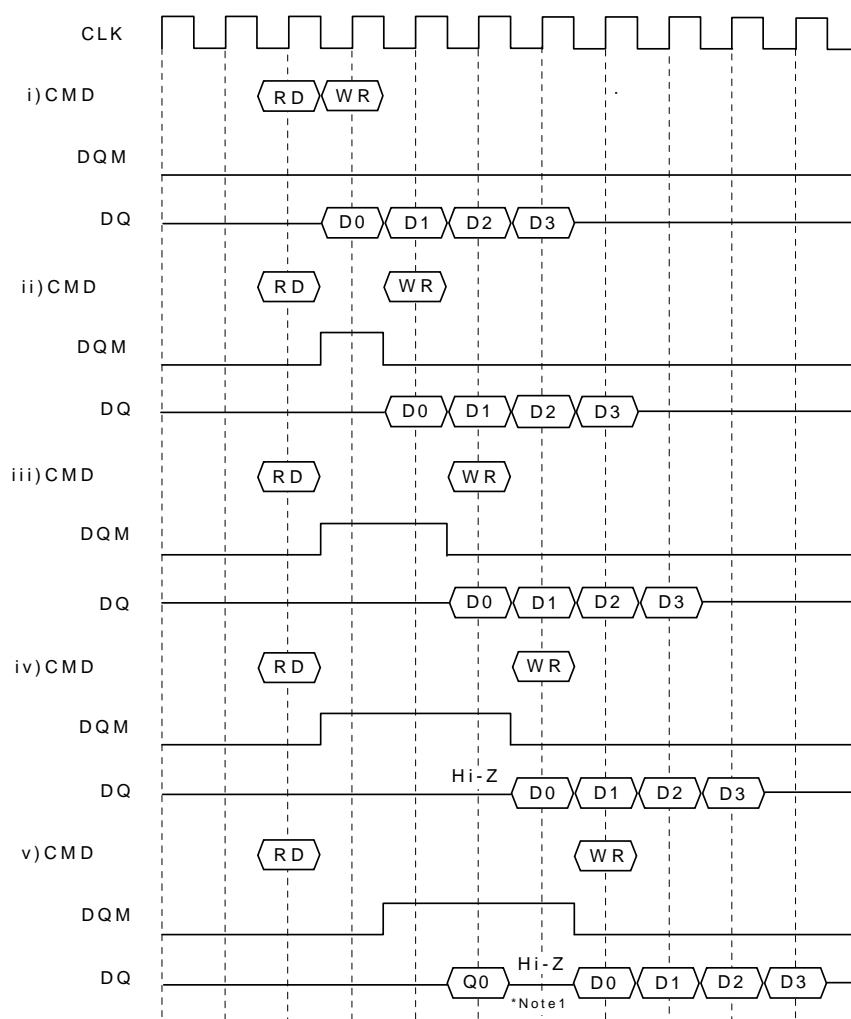 CLK
i)CMD RD WR
DQM
DQ D0 D1 D2 D3
ii)CMD RD WR
DQM
DQ D0 D1 D2 D3
iii)CMD RD WR
DQM
DQ D0 D1 D2 D3
iv)CMD RD WR
DQM
Hi-Z
DQ D0 D1 D2 D3
v)CMD RD WR
DQM
Hi-Z
DQ Q0 D0 D1 D2 D3
*Note1